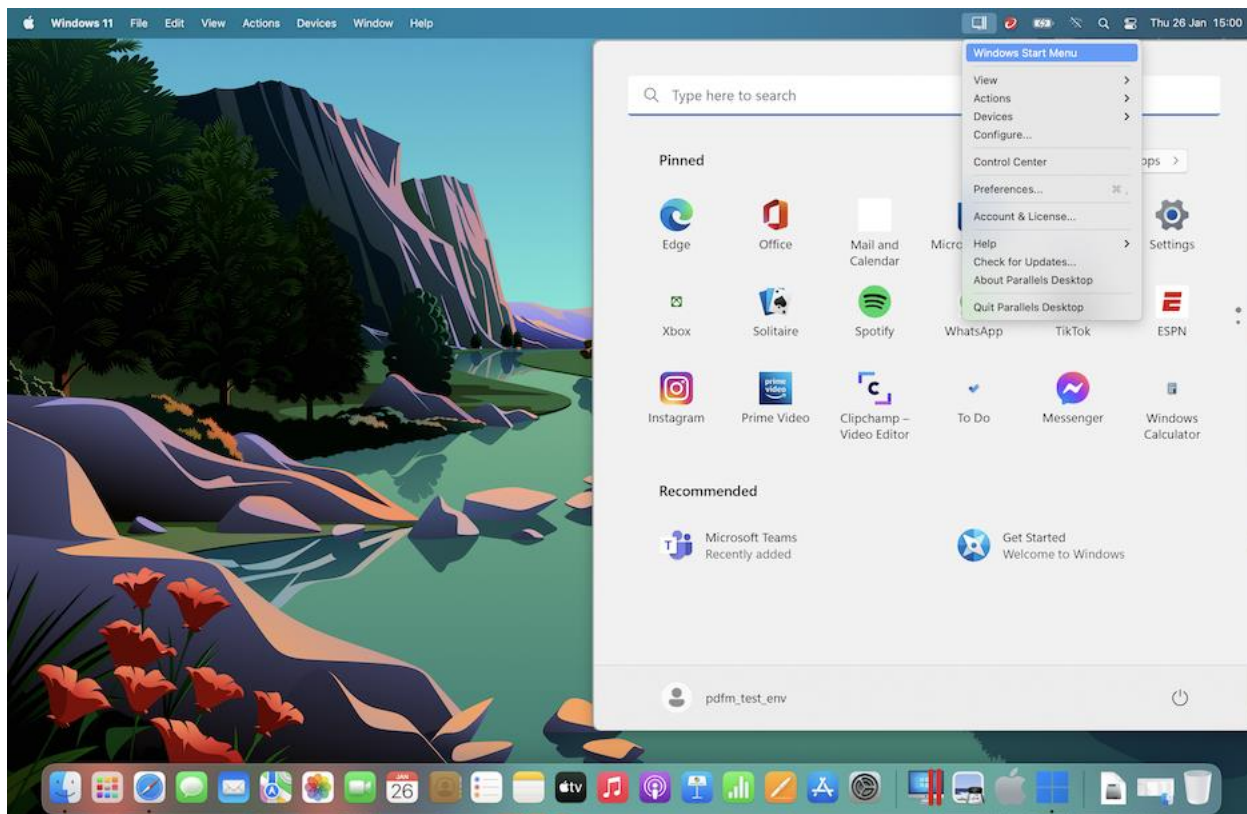 Windows 11 File Edit View Actions Devices Window Help
Thu 26 Jan 15:00
Windows Start Menu
View
Actions
Devices
Configure...
Control Center
Preferences... ⌘ ,
Account & License...
Help
Check for Updates...
About Parallels Desktop
Quit Parallels Desktop
Type here to search
Pinned
Edge
Office
Mail and
Calendar
Settings
Xbox
Solitaire
Spotify
WhatsApp
TikTok
ESPN
Instagram
prime
video
Prime Video
Clipchamp –
Video Editor
To Do
Messenger
Windows
Calculator
Recommended
Microsoft Teams
Recently added
Get Started
Welcome to Windows
pdfm_test_env
JAN
26
tv